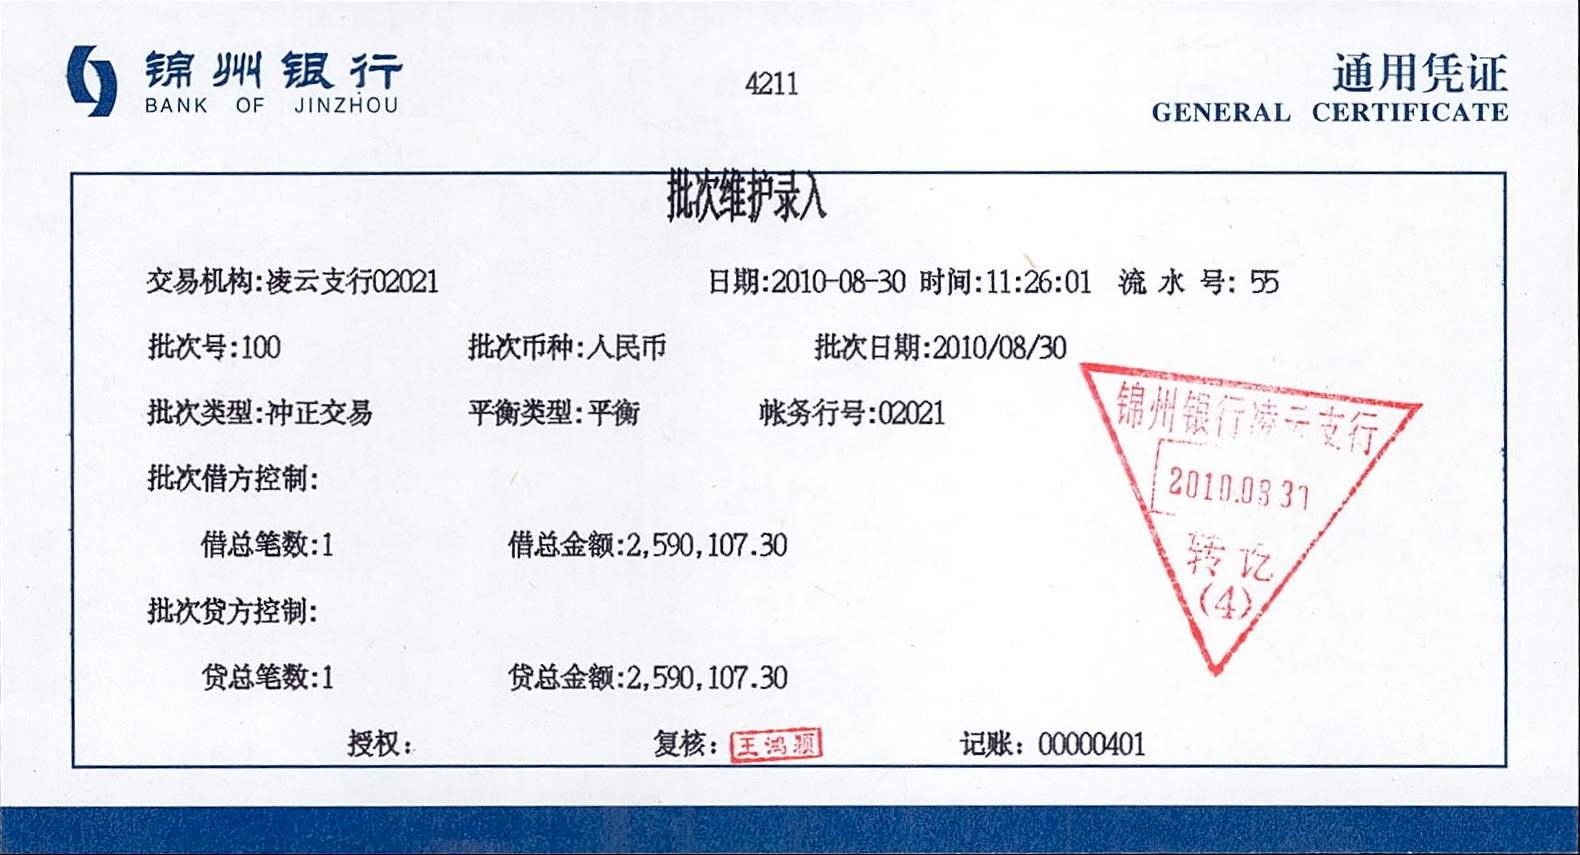 锦州银行
BANK OF JINZHOU
4211
通用凭证
GENERAL CERTIFICATE
批次维护录入
交易机构:凌云支行02021 日期:2010-08-30 时间:11:26:01 流 水 号: 55
批次号:100 批次币种:人民币 批次日期:2010/08/30
批次类型:冲正交易 平衡类型:平衡 帐务行号:02021
批次借方控制:
借总笔数:1 借总金额:2,590,107.30
批次贷方控制:
贷总笔数:1 贷总金额:2,590,107.30
授权: 复核: 王鸿颖 记账: 00000401
锦州银行凌云支行
转讫
(4)